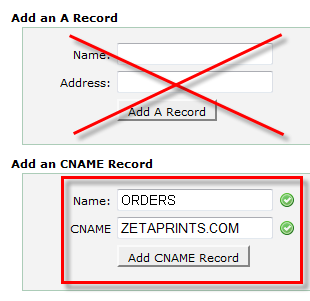 Add an A Record
Name:
Address:
Add A Record
Add an CNAME Record
Name: ORDERS
CNAME ZETAPRINTS.COM
Add CNAME Record